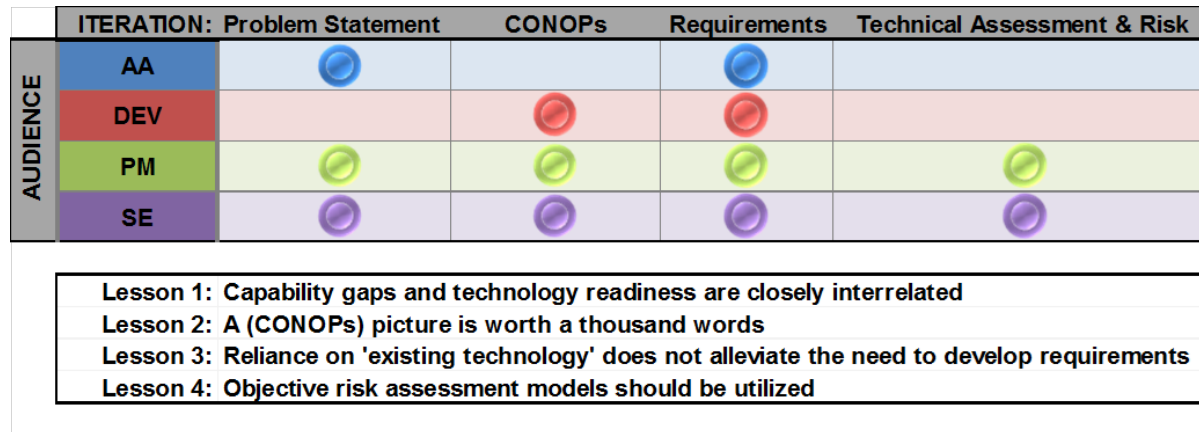 ITERATION: Problem Statement CONOPs Requirements Technical Assessment & Risk
AUDIENCE
AA
DEV
PM
SE
Lesson 1: Capability gaps and technology readiness are closely interrelated
Lesson 2: A (CONOPs) picture is worth a thousand words
Lesson 3: Reliance on 'existing technology' does not alleviate the need to develop requirements
Lesson 4: Objective risk assessment models should be utilized